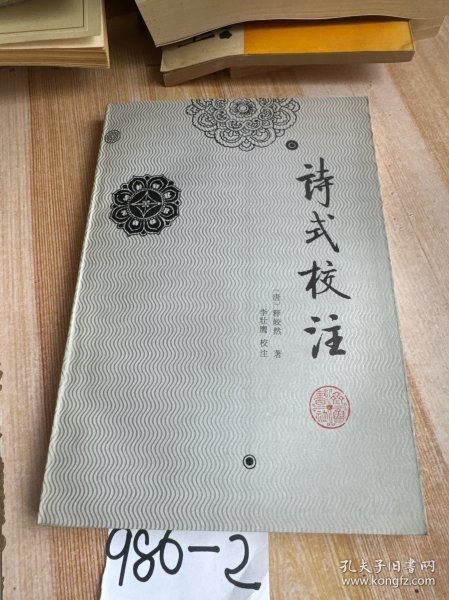 诗式校注
〔唐〕释皎然 著
李壮鹰 校注
986-2
孔夫子旧书网
www.kongfz.com